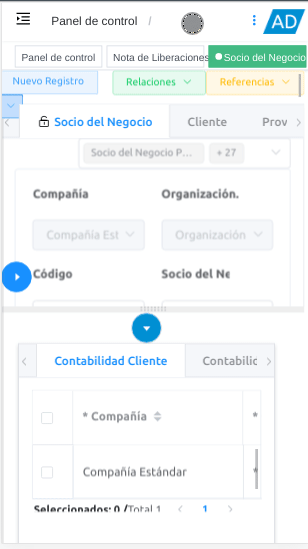 Panel de control /
AD
Panel de control
Nota de Liberaciones
Socio del Negocio
Nuevo Registro
Relaciones
Referencias
Socio del Negocio
Cliente
Prov
Socio del Negocio P...
+ 27
Compañía
Organización.
Compañía Est
Organización
Código
Socio del Ne
Contabilidad Cliente
Contabilic
* Compañía
*
Compañía Estándar
*
Seleccionados: 0 /Total 1
1